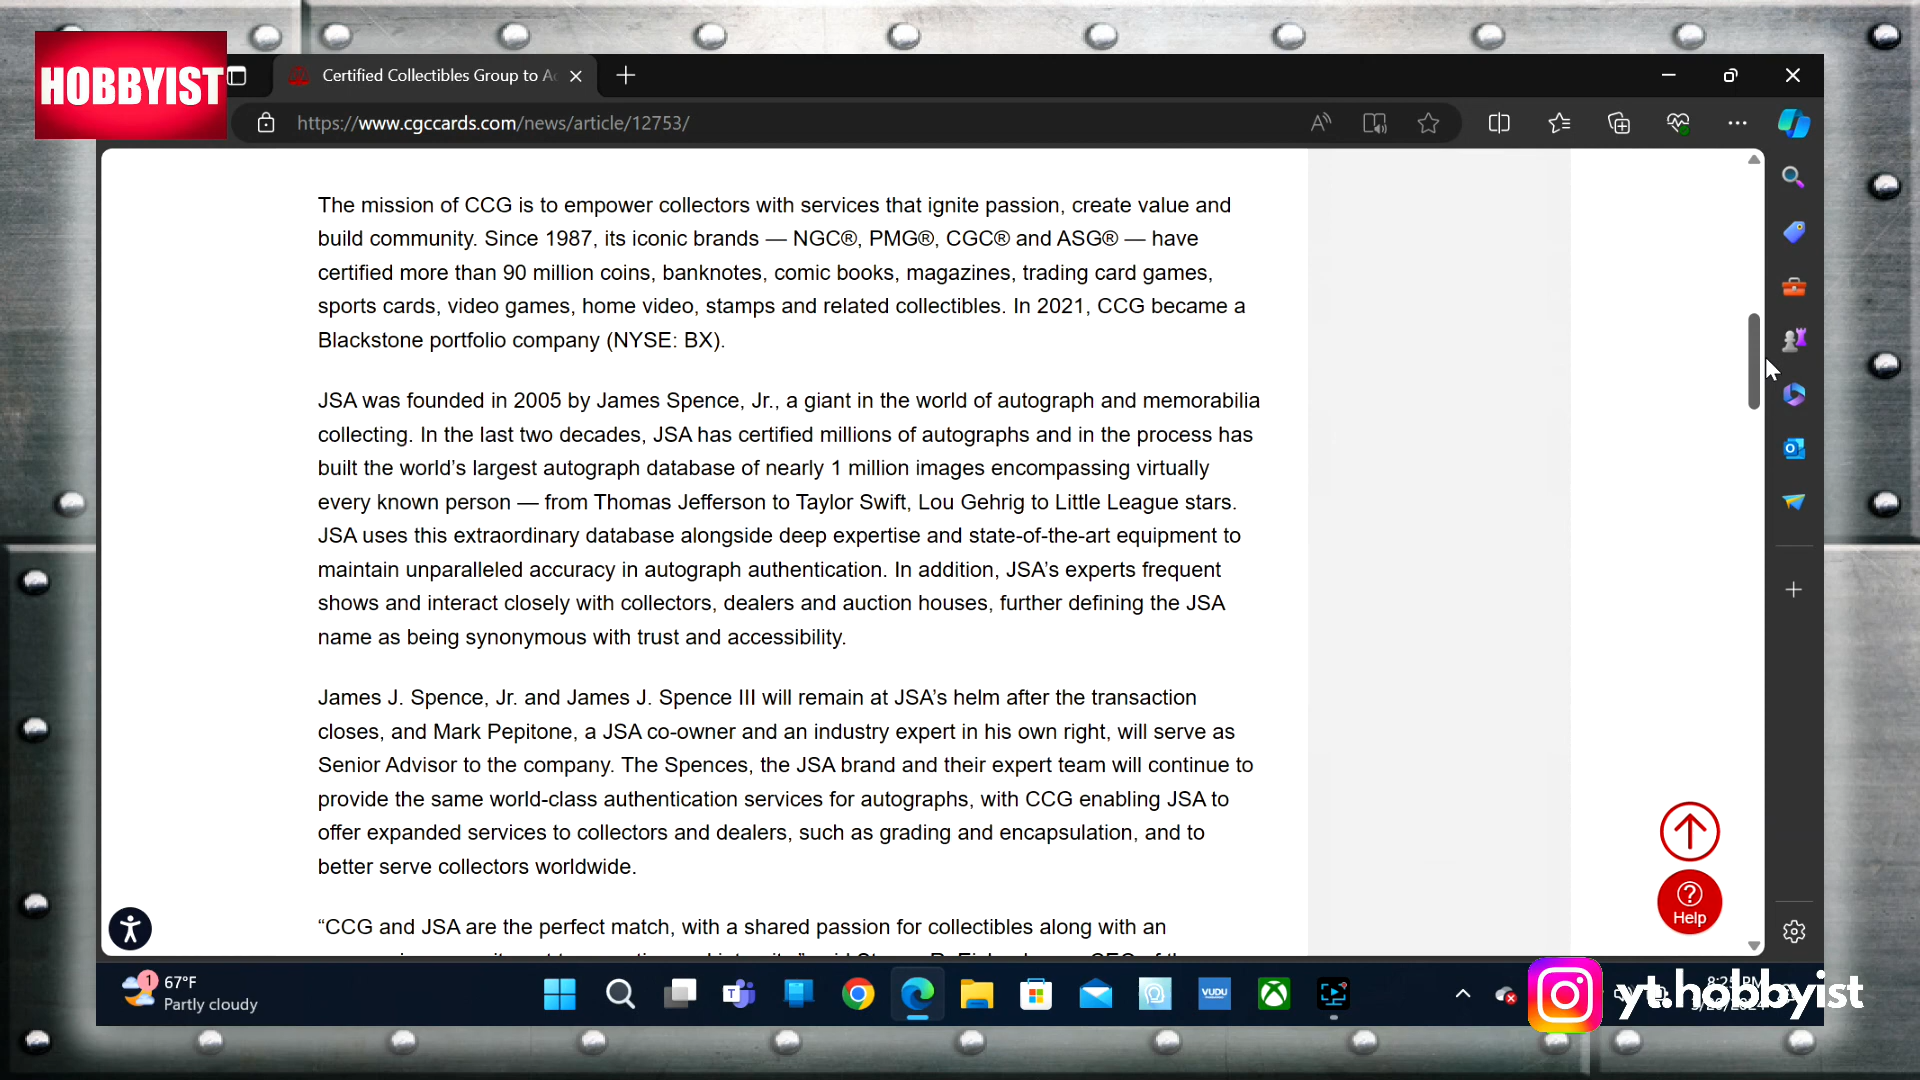 HOBBYIST
Certified Collectibles Group to Ac
https://www.cgccards.com/news/article/12753/
The mission of CCG is to empower collectors with services that ignite passion, create value and
build community. Since 1987, its iconic brands — NGC®, PMG®, CGC® and ASG® — have
certified more than 90 million coins, banknotes, comic books, magazines, trading card games,
sports cards, video games, home video, stamps and related collectibles. In 2021, CCG became a
Blackstone portfolio company (NYSE: BX).
JSA was founded in 2005 by James Spence, Jr., a giant in the world of autograph and memorabilia
collecting. In the last two decades, JSA has certified millions of autographs and in the process has
built the world’s largest autograph database of nearly 1 million images encompassing virtually
every known person — from Thomas Jefferson to Taylor Swift, Lou Gehrig to Little League stars.
JSA uses this extraordinary database alongside deep expertise and state-of-the-art equipment to
maintain unparalleled accuracy in autograph authentication. In addition, JSA’s experts frequent
shows and interact closely with collectors, dealers and auction houses, further defining the JSA
name as being synonymous with trust and accessibility.
James J. Spence, Jr. and James J. Spence III will remain at JSA’s helm after the transaction
closes, and Mark Pepitone, a JSA co-owner and an industry expert in his own right, will serve as
Senior Advisor to the company. The Spences, the JSA brand and their expert team will continue to
provide the same world-class authentication services for autographs, with CCG enabling JSA to
offer expanded services to collectors and dealers, such as grading and encapsulation, and to
better serve collectors worldwide.
“CCG and JSA are the perfect match, with a shared passion for collectibles along with an
Help
1
67°F
Partly cloudy
VUDU
yt.hobbyist